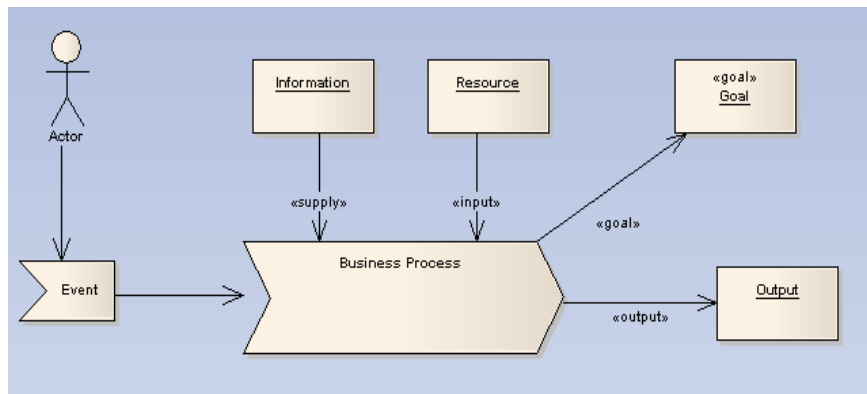 Actor
Information
Resource
«goal»
Goal
«supply»
«input»
«goal»
Event
Business Process
Output
«output»